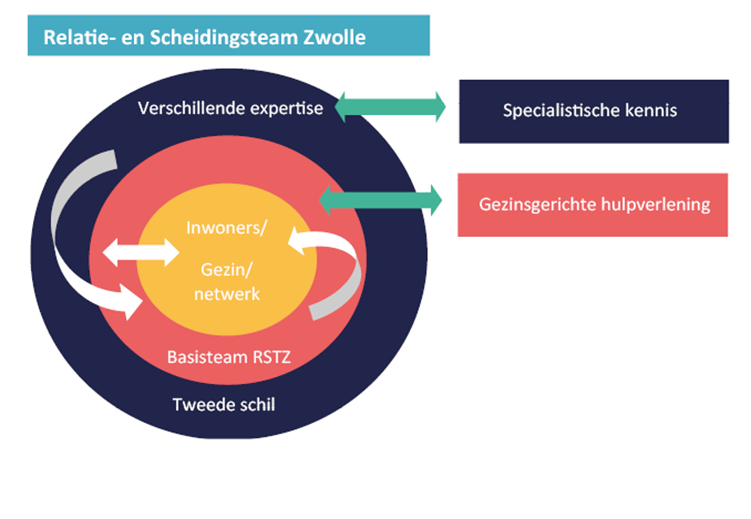 Relatie- en Scheidingsteam Zwolle
Verschillende expertise
Specialistische kennis
Gezinsgerichte hulpverlening
Inwoners/
Gezin/
netwerk
Basisteam RSTZ
Tweede schil